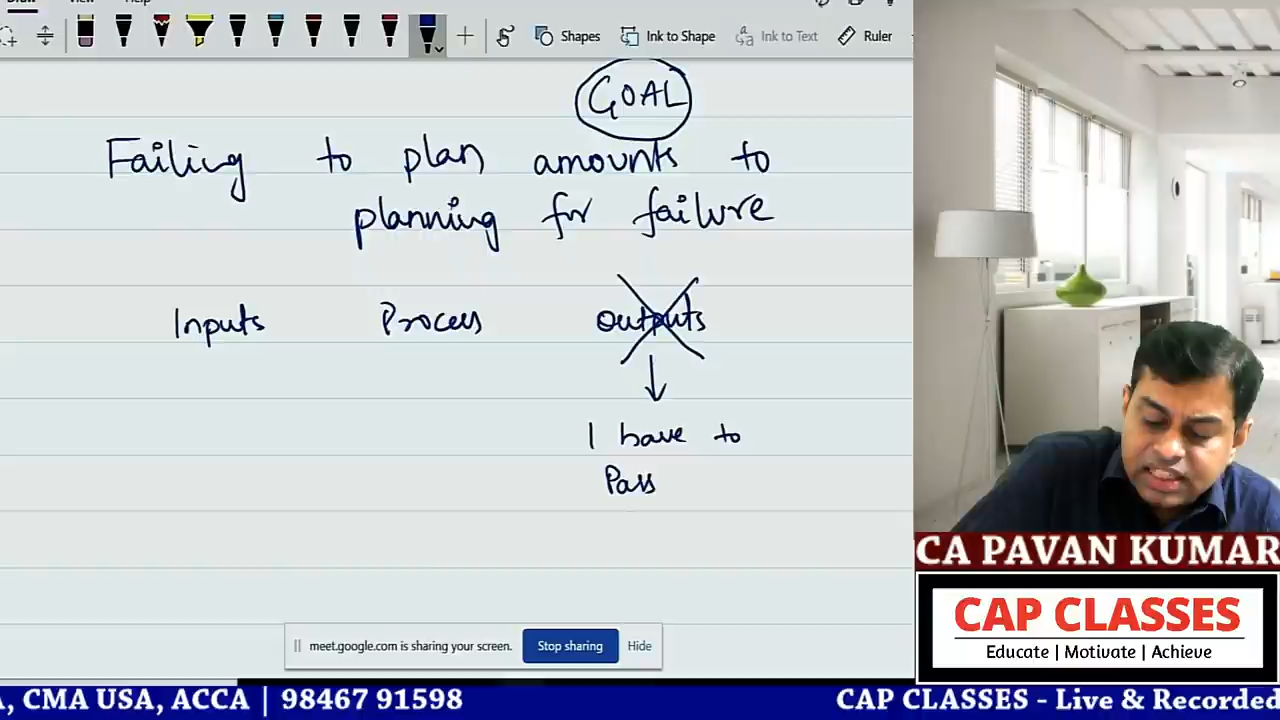 Shapes
Ink to Shape
Ink to Text
Ruler
GOAL
Failing to plan amounts to
planning for failure
Inputs Process outputs
I have to
Pass
meet.google.com is sharing your screen. Stop sharing Hide
CA PAVAN KUMAR
CAP CLASSES
Educate | Motivate | Achieve
, CMA USA, ACCA | 98467 91598
CAP CLASSES - Live & Recorded